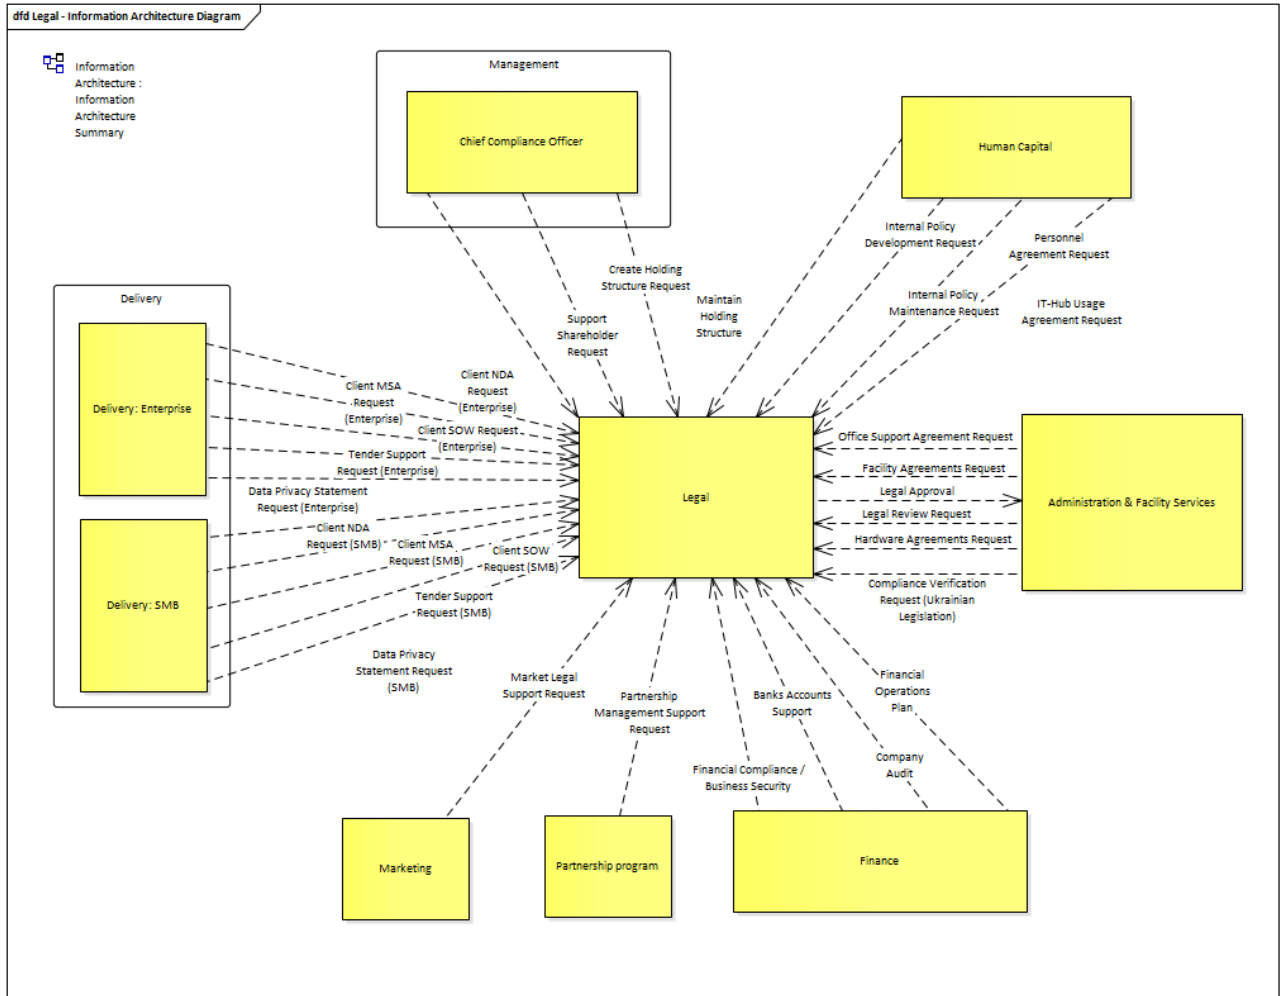 dfd Legal - Information Architecture Diagram
Information
Architecture :
Information
Architecture
Summary
Management
Chief Compliance Officer
Human Capital
Internal Policy
Development Request
Personnel
Agreement Request
Create Holding
Structure Request
Maintain
Holding
Structure
Internal Policy
Maintenance Request
IT-Hub Usage
Agreement Request
Support
Shareholder
Request
Delivery
Delivery: Enterprise
Client NDA
Request
(Enterprise)
Client MSA
Request
(Enterprise)
Client SOW Request
(Enterprise)
Tender Support
Request (Enterprise)
Data Privacy Statement
Request (Enterprise)
Delivery: SMB
Client NDA
Request (SMB)
Client MSA
Request (SMB)
Client SOW
Request (SMB)
Tender Support
Request (SMB)
Data Privacy
Statement Request
(SMB)
Legal
Office Support Agreement Request
Facility Agreements Request
Legal Approval
Legal Review Request
Hardware Agreements Request
Compliance Verification
Request (Ukrainian
Legislation)
Administration & Facility Services
Market Legal
Support Request
Partnership
Management Support
Request
Banks Accounts
Support
Financial
Operations
Plan
Financial Compliance /
Business Security
Company
Audit
Marketing
Partnership program
Finance